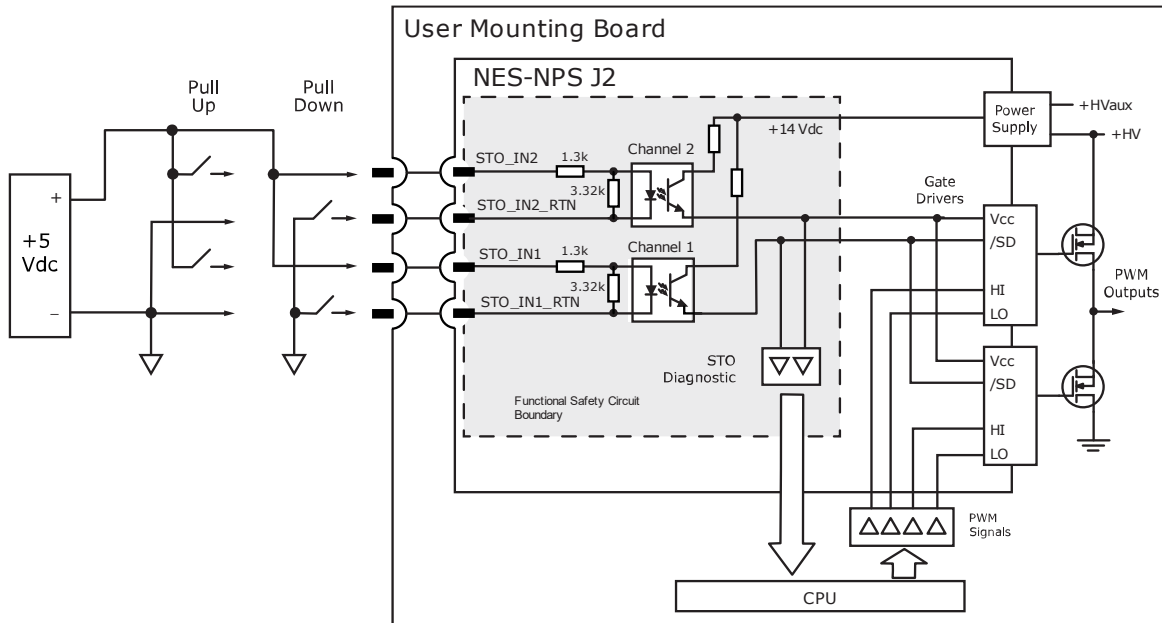 User Mounting Board
NES-NPS J2
Pull
Up
Pull
Down
+5
Vdc
+
–
STO_IN2
1.3k
3.32k
STO_IN2_RTN
Channel 2
+14 Vdc
STO_IN1
1.3k
3.32k
STO_IN1_RTN
Channel 1
STO
Diagnostic
Functional Safety Circuit
Boundary
Power
Supply
+HVaux
+HV
Gate
Drivers
Vcc
/SD
HI
LO
Vcc
/SD
HI
LO
PWM
Outputs
PWM
Signals
CPU